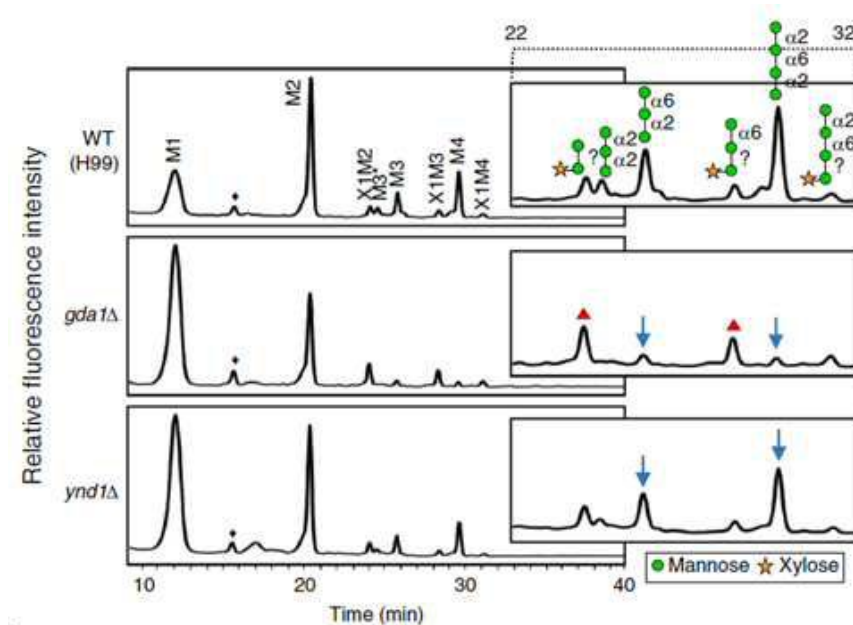 22 32
α2
α6
α2
WT
(H99)
M1
M2
X1M2
M3'
M3
X1M3
M4
X1M4
?
α2
α2
α6
α2
α6
?
α2
α6
?
gda1Δ
ynd1Δ
Relative fluorescence intensity
10 20 30 40
Time (min)
Mannose Xylose